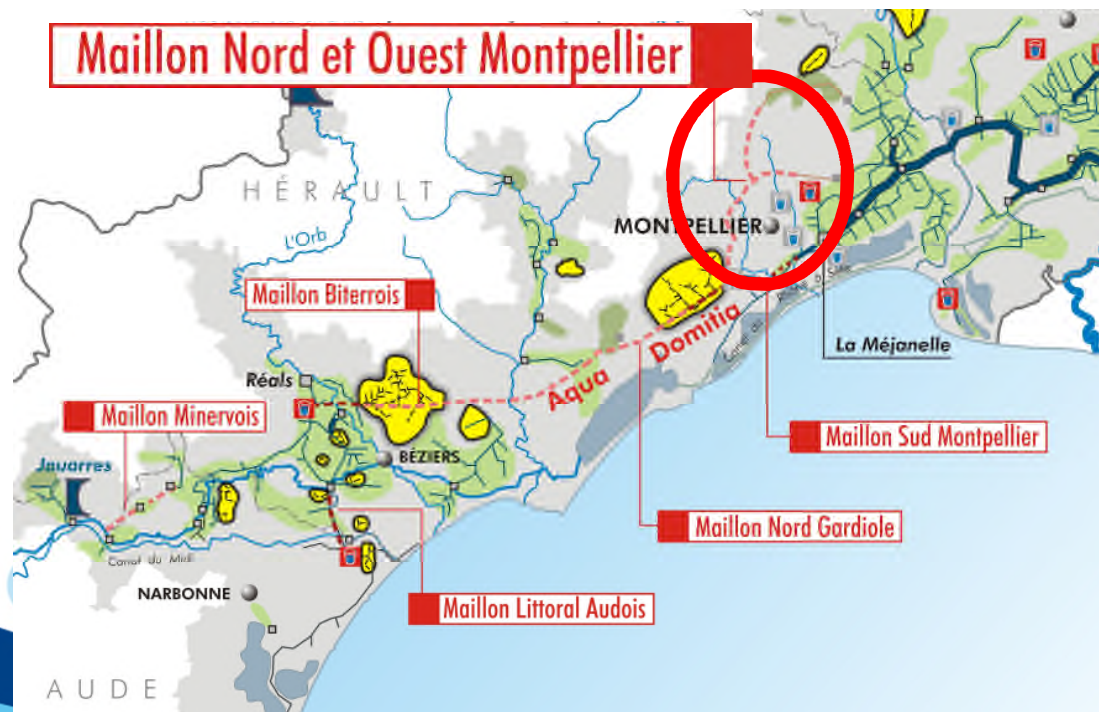 Maillon Nord et Ouest Montpellier
HÉRAULT
L'Orb
MONTPELLIER
Maillon Biterrois
Aqua Domitia
La Méjanelle
Réals
Maillon Minervois
Maillon Sud Montpellier
Jouarres
BÉZIERS
Maillon Nord Gardiole
Canal du Midi
NARBONNE
Maillon Littoral Audois
AUDE